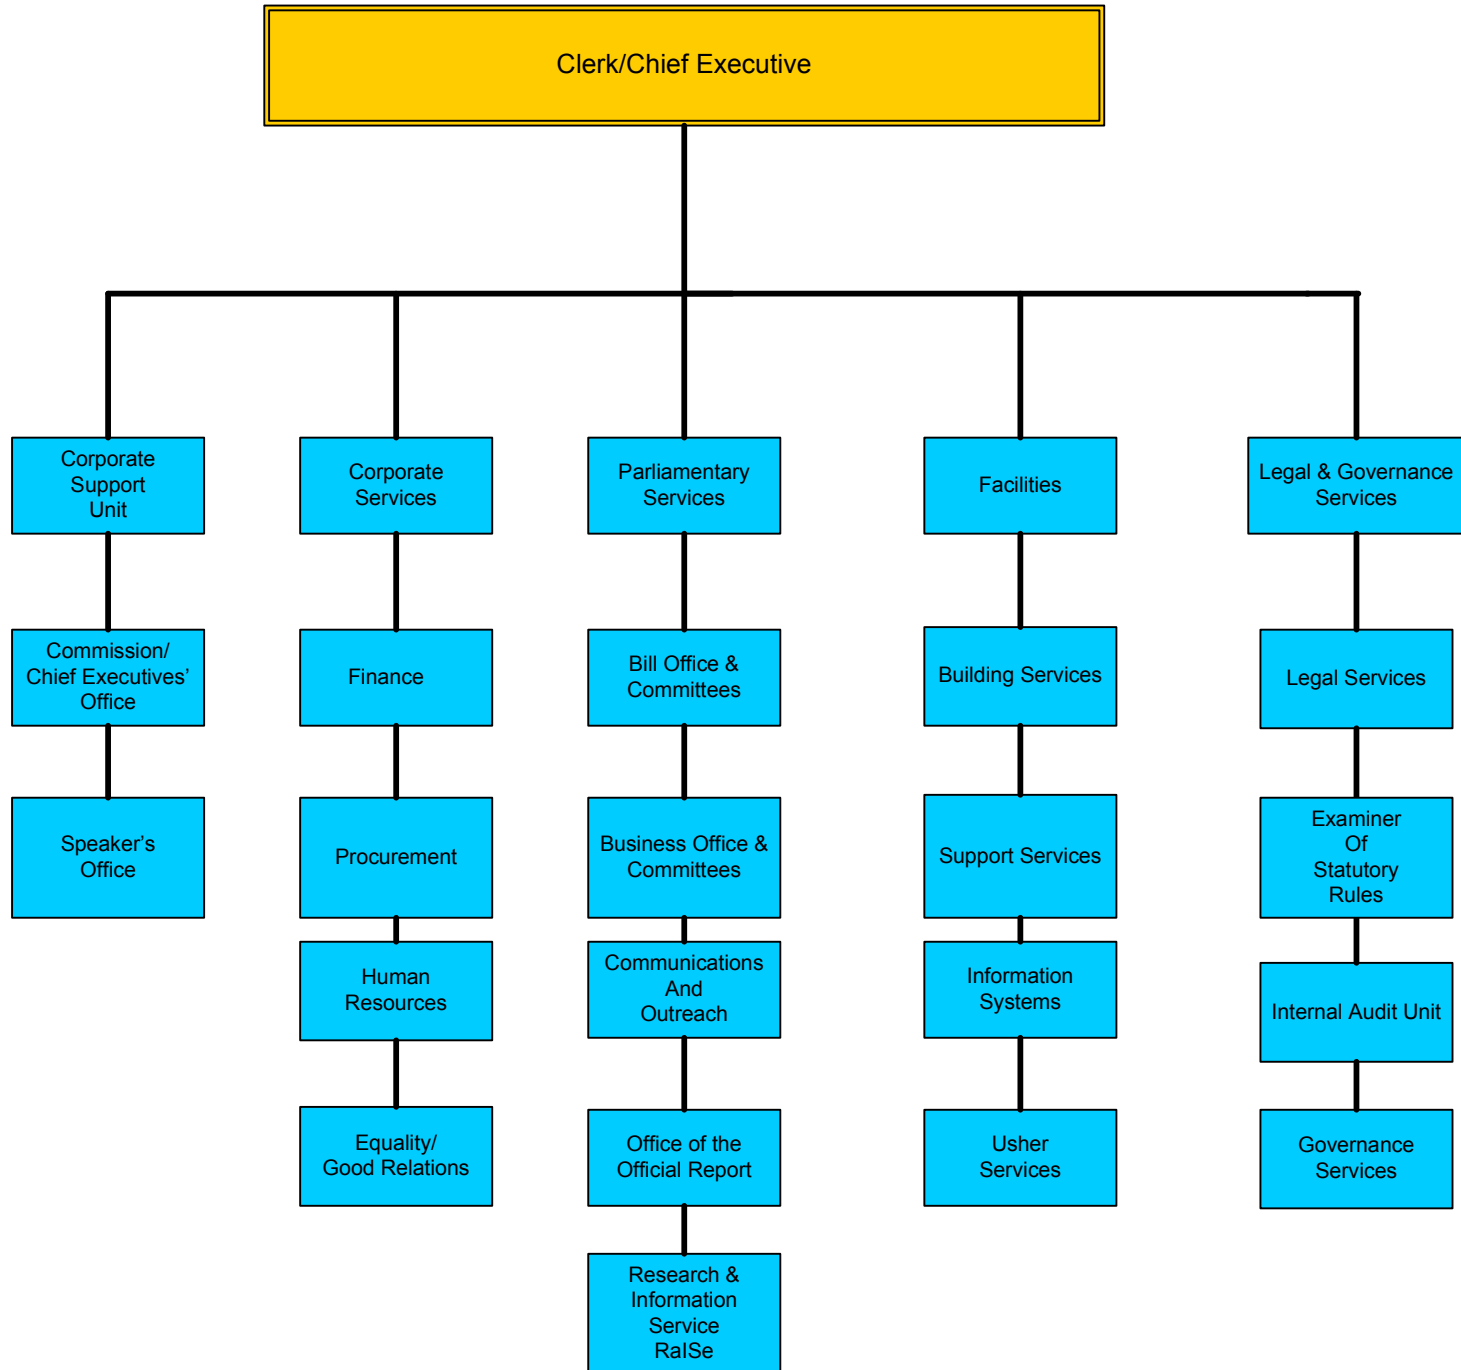 Clerk/Chief Executive
Corporate
Support
Unit
Corporate
Services
Parliamentary
Services
Facilities
Legal & Governance
Services
Commission/
Chief Executives’
Office
Finance
Bill Office &
Committees
Building Services
Legal Services
Speaker’s
Office
Procurement
Business Office &
Committees
Support Services
Examiner
Of
Statutory
Rules
Human
Resources
Communications
And
Outreach
Information
Systems
Internal Audit Unit
Equality/
Good Relations
Office of the
Official Report
Usher
Services
Governance
Services
Research &
Information
Service
RaISe